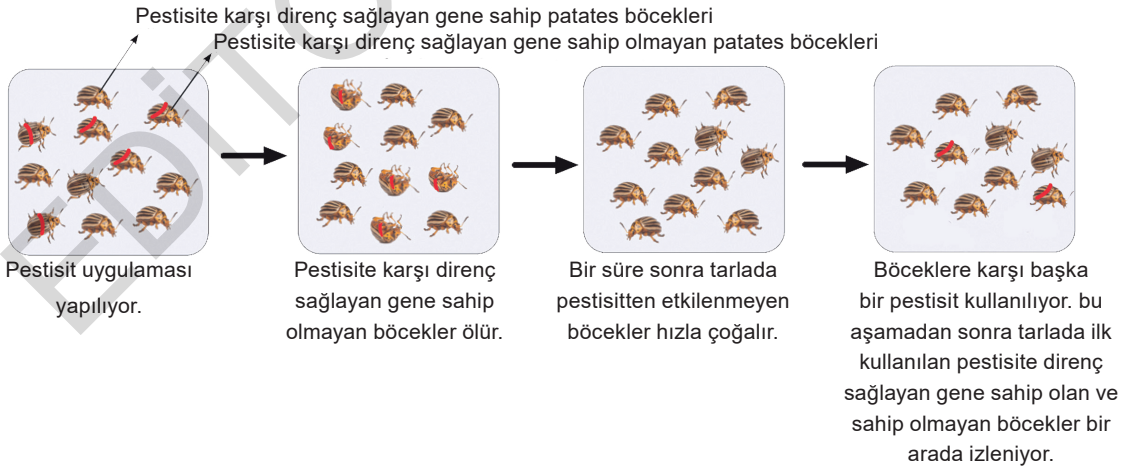 Pestisite karşı direnç sağlayan gene sahip patates böcekleri
Pestisite karşı direnç sağlayan gene sahip olmayan patates böcekleri
Pestisit uygulaması
yapılıyor.
Pestisite karşı direnç
sağlayan gene sahip
olmayan böcekler ölür.
Bir süre sonra tarlada
pestisitten etkilenmeyen
böcekler hızla çoğalır.
Böceklere karşı başka
bir pestisit kullanılıyor. bu
aşamadan sonra tarlada ilk
kullanılan pestisite direnç
sağlayan gene sahip olan ve
sahip olmayan böcekler bir
arada izleniyor.